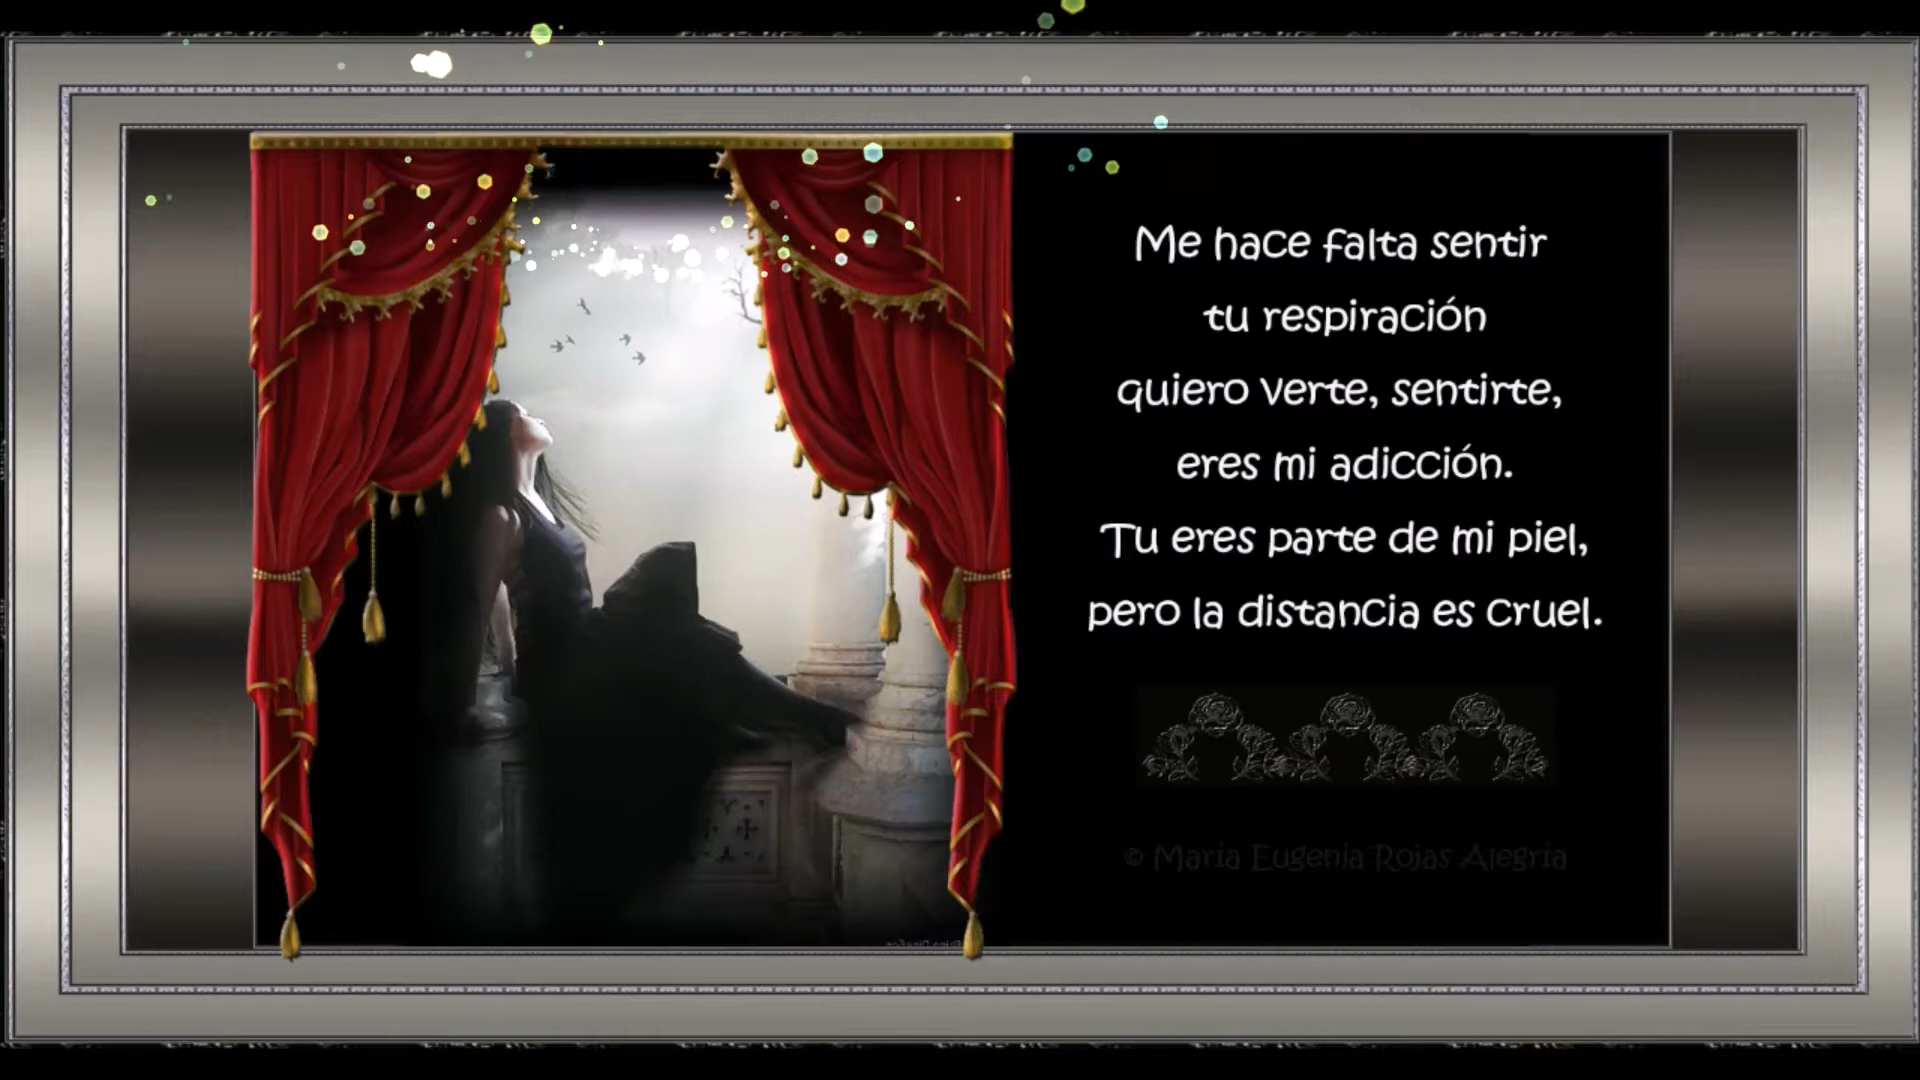 Me hace falta sentir
tu respiración
quiero verte, sentirte,
eres mi adicción.
Tu eres parte de mi piel,
pero la distancia es cruel.
© Maria Eugenia Rojas Alegria